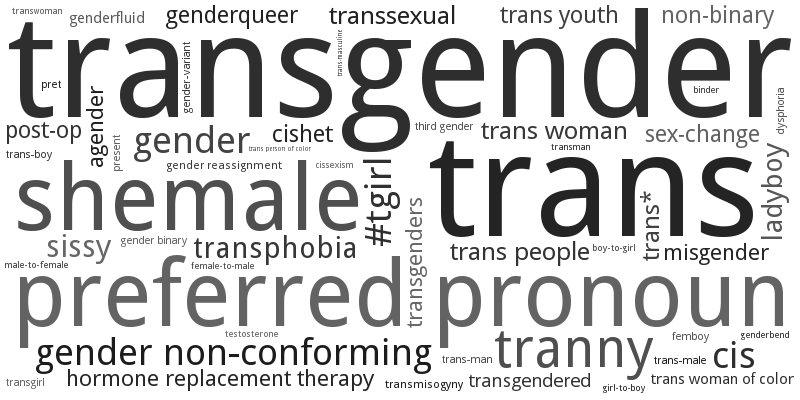 transwoman
genderfluid
genderqueer
transsexual
trans youth
non-binary
transgender
trans-masculine
gender-variant
pret
binder
dysphoria
post-op
agender
present
gender
trans person of color
cishet
third gender
trans woman
sex-change
trans-boy
gender reassignment
cissexism
transman
trans
shemale
#tgirl
ladyboy
trans*
transgenders
sissy
gender binary
transphobia
trans people
boy-to-girl
misgender
male-to-female
female-to-male
preferred pronoun
testosterone
gender non-conforming
trans-man
tranny
femboy
genderbend
trans-male
cis
transgirl
hormone replacement therapy
transmisogyny
transgendered
girl-to-boy
trans woman of color